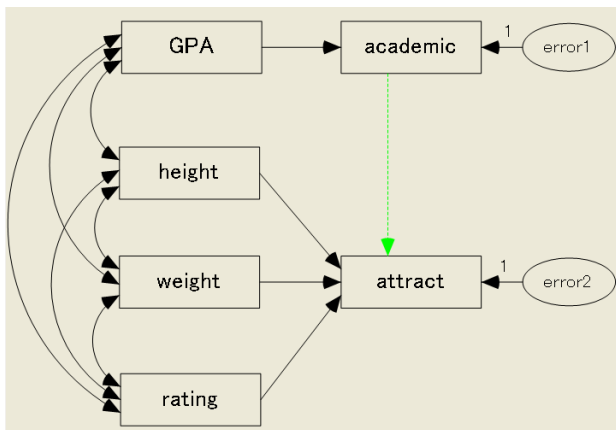 GPA
academic
1
error1
height
weight
attract
1
error2
rating